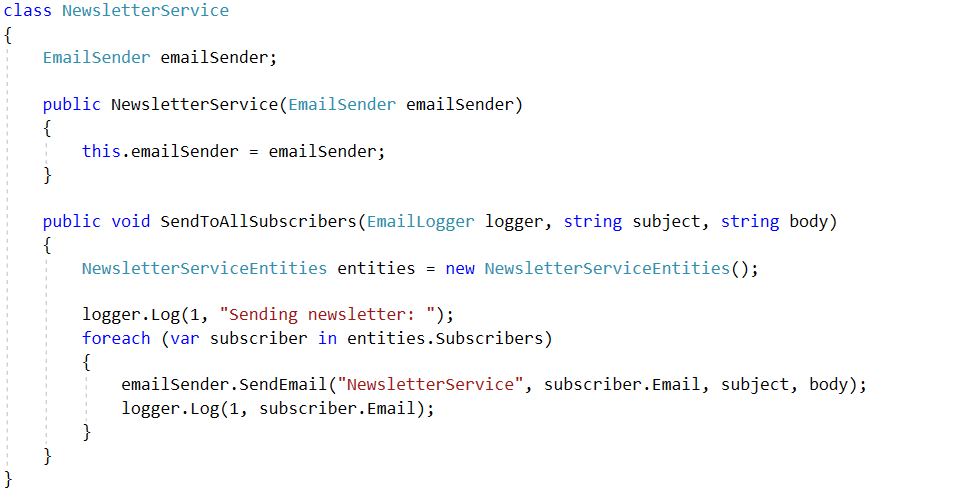 class NewsletterService
{
    EmailSender emailSender;

    public NewsletterService(EmailSender emailSender)
    {
        this.emailSender = emailSender;
    }

    public void SendToAllSubscribers(EmailLogger logger, string subject, string body)
    {
        NewsletterServiceEntities entities = new NewsletterServiceEntities();

        logger.Log(1, "Sending newsletter: ");
        foreach (var subscriber in entities.Subscribers)
        {
            emailSender.SendEmail("NewsletterService", subscriber.Email, subject, body);
            logger.Log(1, subscriber.Email);
        }
    }
}